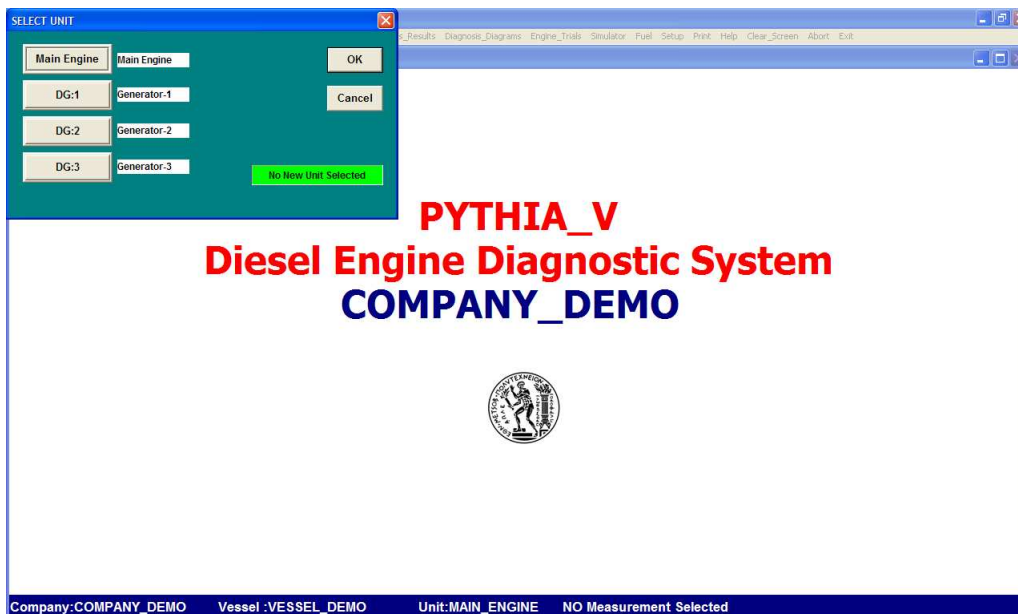 SELECT UNIT
s_Results Diagnosis_Diagrams Engine_Trials Simulator Fuel Setup Print Help Clear_Screen Abort Exit
Main Engine Main Engine OK
DG:1 Generator-1 Cancel
DG:2 Generator-2
DG:3 Generator-3
No New Unit Selected
PYTHIA_V
Diesel Engine Diagnostic System
COMPANY_DEMO
Company:COMPANY_DEMO Vessel :VESSEL_DEMO Unit:MAIN_ENGINE NO Measurement Selected